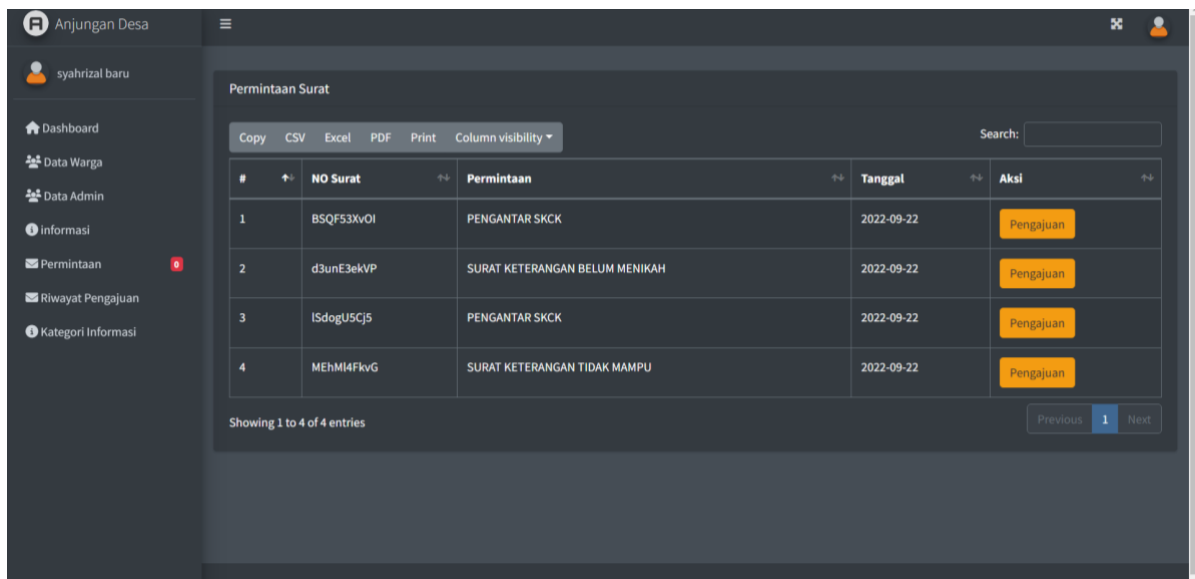 Anjungan Desa
syahrizal baru
Dashboard
Data Warga
Data Admin
informasi
Permintaan 0
Riwayat Pengajuan
Kategori Informasi
Permintaan Surat
Copy CSV Excel PDF Print Column visibility
Search:
# NO Surat Permintaan Tanggal Aksi
1 BSQF53XvOI PENGANTAR SKCK 2022-09-22 Pengajuan
2 d3unE3ekVP SURAT KETERANGAN BELUM MENIKAH 2022-09-22 Pengajuan
3 lSdogU5Cj5 PENGANTAR SKCK 2022-09-22 Pengajuan
4 MEhMl4FkvG SURAT KETERANGAN TIDAK MAMPU 2022-09-22 Pengajuan
Showing 1 to 4 of 4 entries
Previous 1 Next